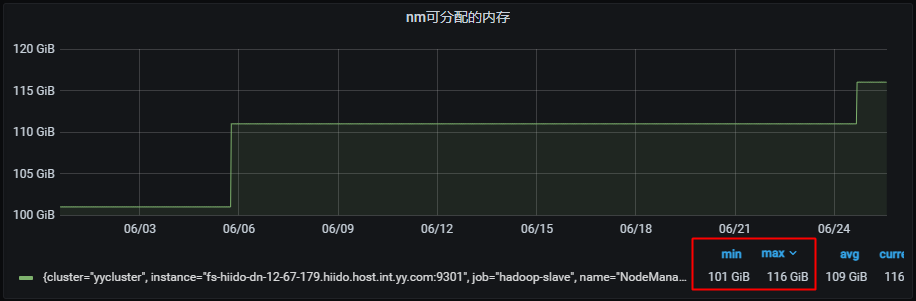 nm可分配的内存
120 GiB
115 GiB
110 GiB
105 GiB
100 GiB
06/03 06/06 06/09 06/12 06/15 06/18 06/21 06/24
min max avg curre
{cluster="yycluster", instance="fs-hiido-dn-12-67-179.hiido.host.int.yy.com:9301", job="hadoop-slave", name="NodeMana... 101 GiB 116 GiB 109 GiB 116